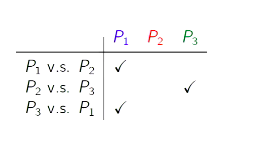 P₁ P₂ P₃
P₁ v.s. P₂ ✓
P₂ v.s. P₃ ✓
P₃ v.s. P₁ ✓